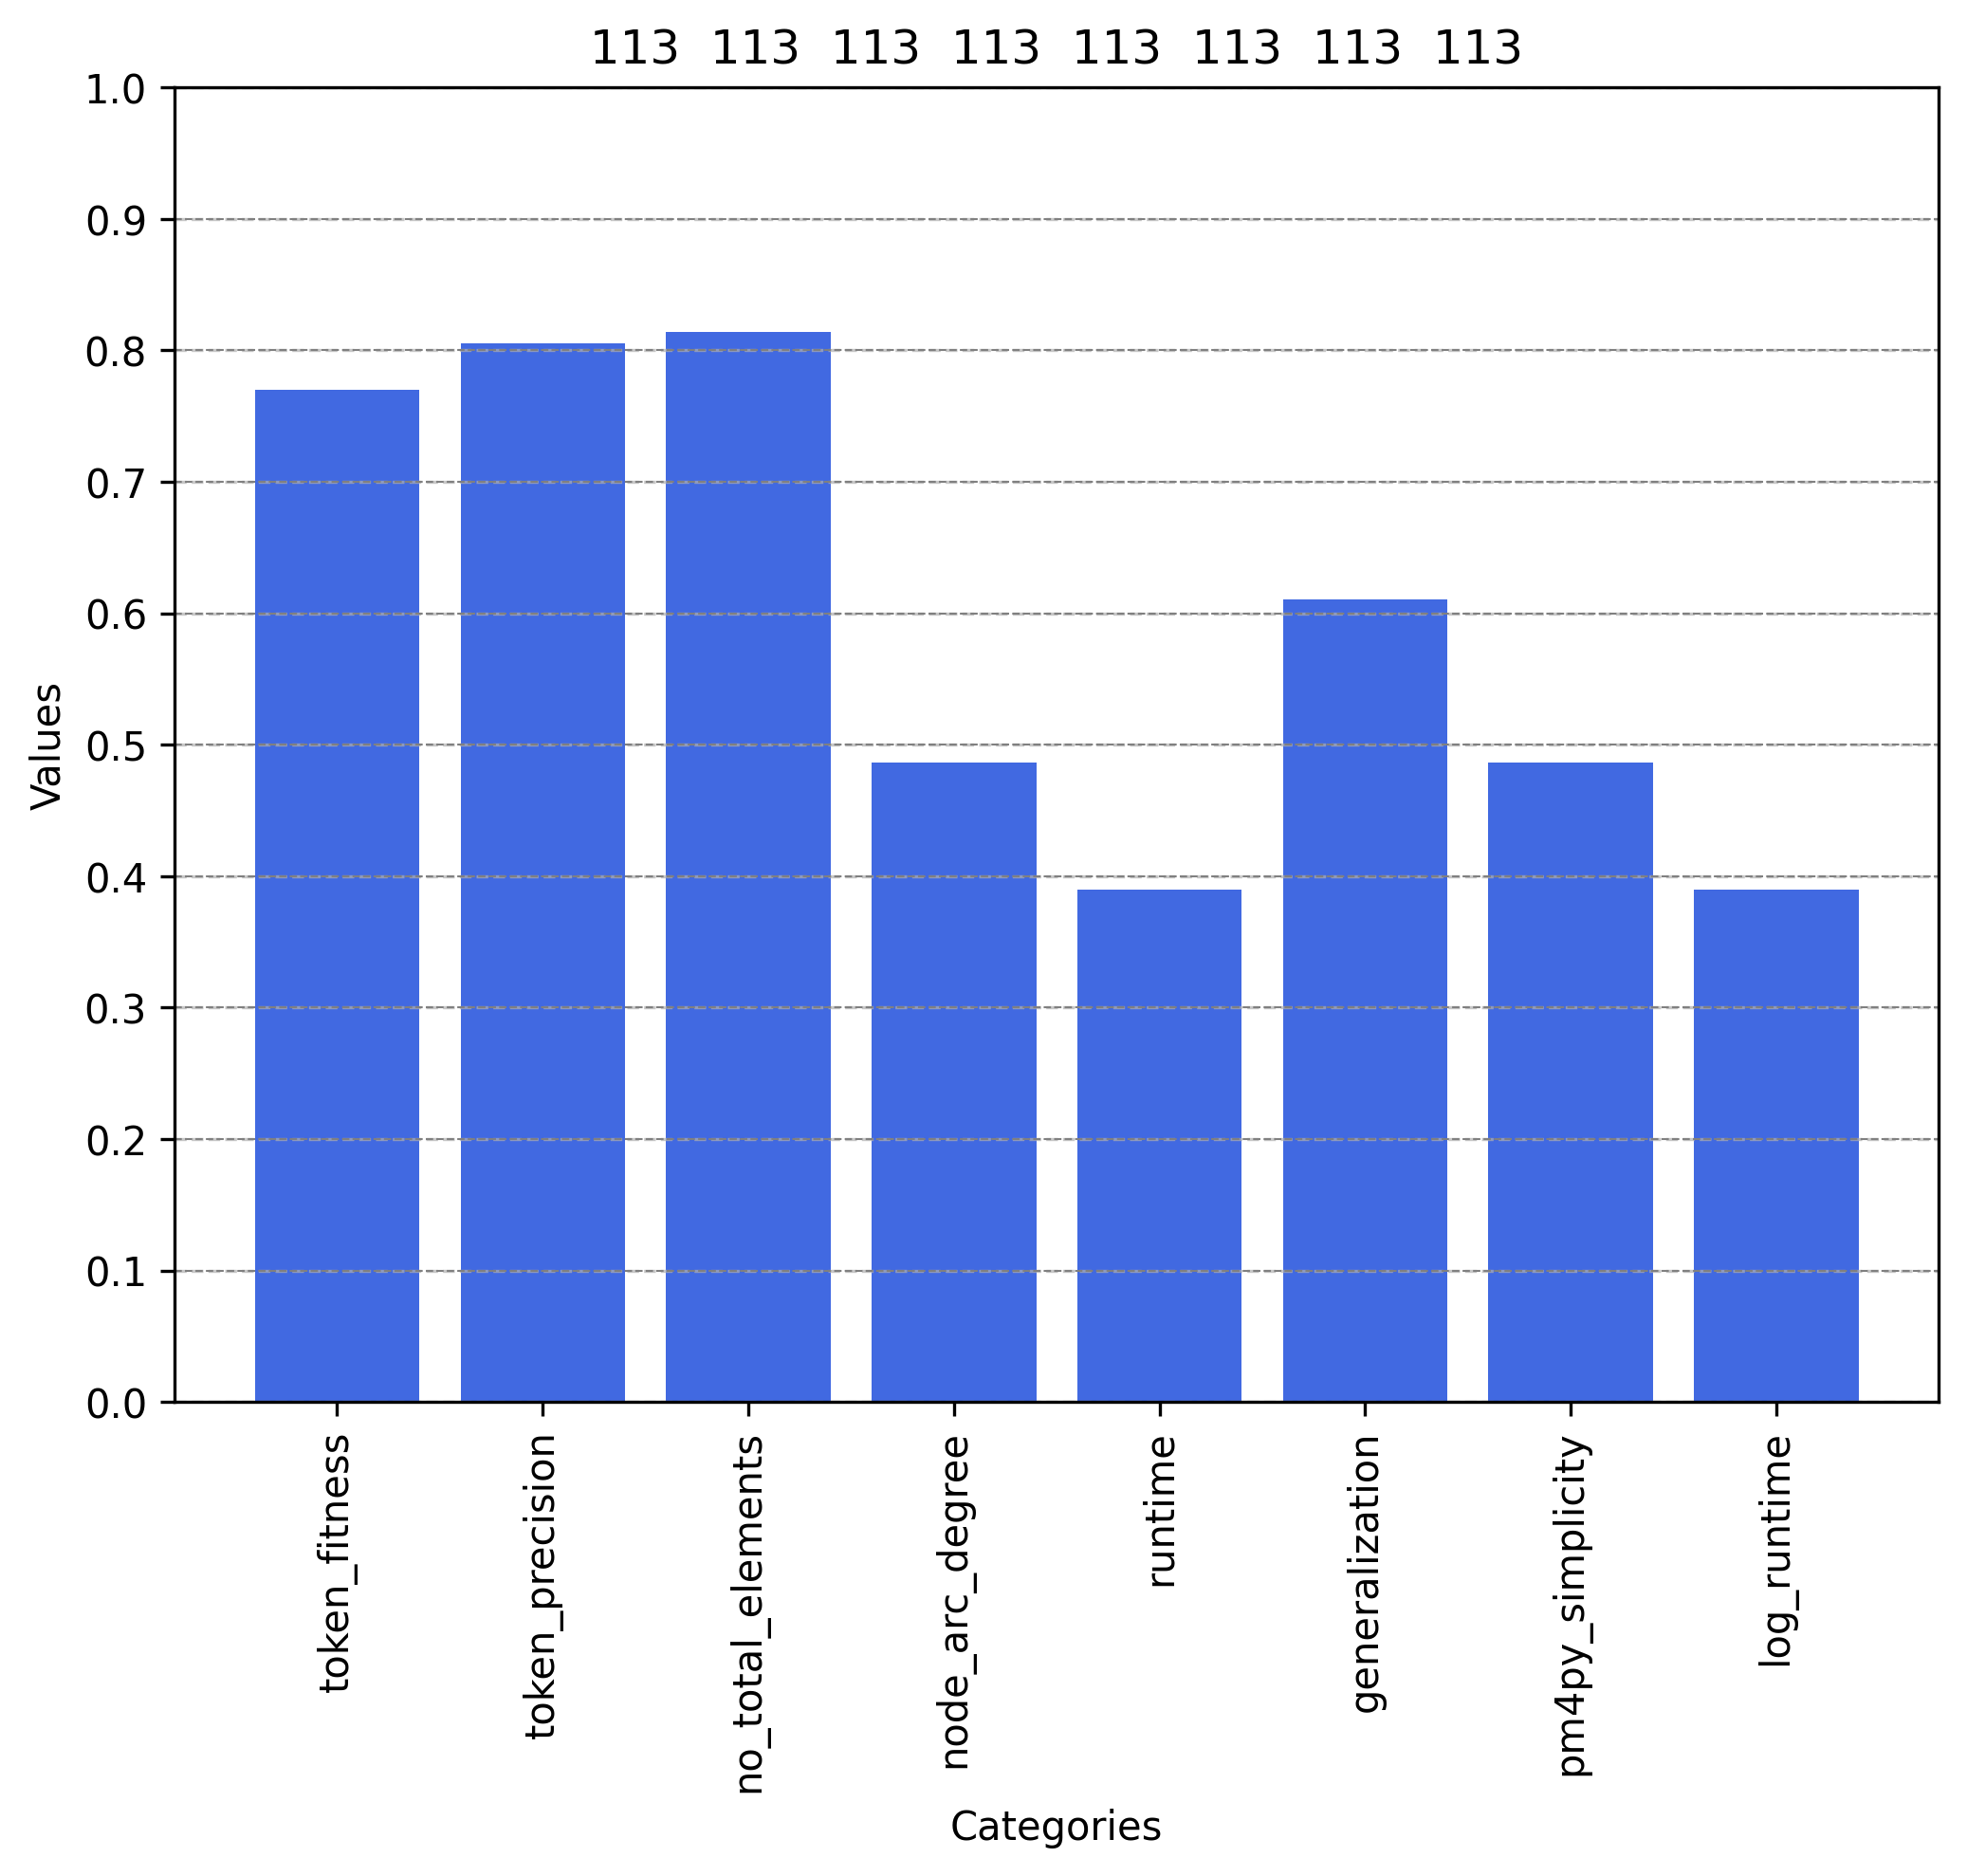 113 113 113 113 113 113 113 113
1.0
0.9
0.8
0.7
0.6
0.5
0.4
0.3
0.2
0.1
0.0
Values
token_fitness
token_precision
no_total_elements
node_arc_degree
runtime
generalization
pm4py_simplicity
log_runtime
Categories